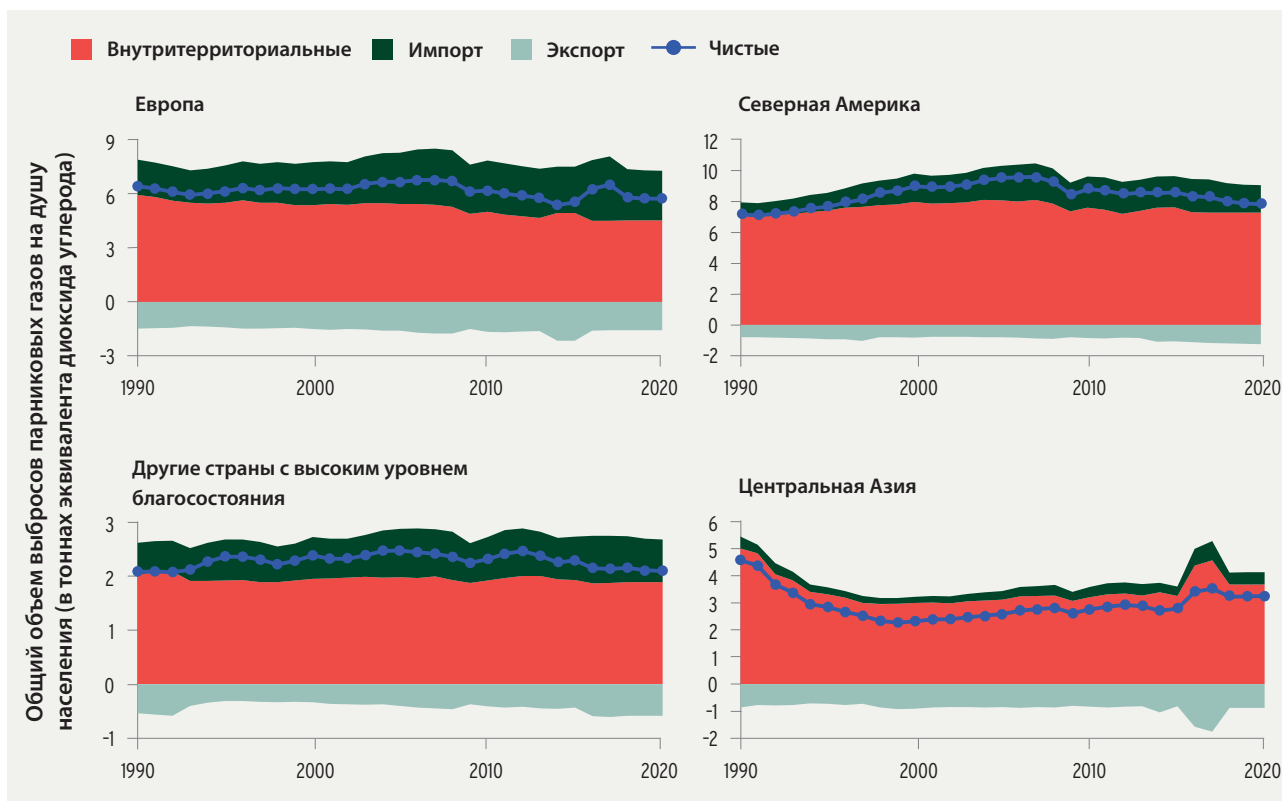 Внутритерриториальные Импорт Экспорт Чистые
Общий объем выбросов парниковых газов на душу
населения (в тоннах эквивалента диоксида углерода)
Европа
9
6
3
0
-3
1990 2000 2010 2020
Северная Америка
12
10
8
6
4
2
0
-2
1990 2000 2010 2020
Другие страны с высоким уровнем
благосостояния
3
2
1
0
-1
1990 2000 2010 2020
Центральная Азия
6
5
4
3
2
1
0
-1
-2
1990 2000 2010 2020